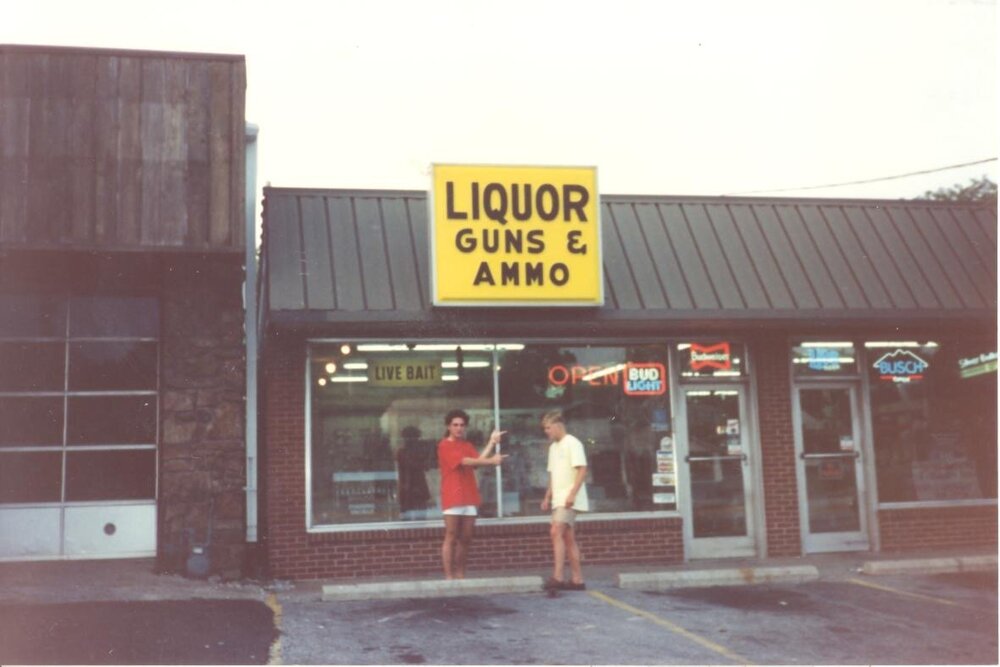 LIQUOR
GUNS &
AMMO
LIVE BAIT
OPEN
BUD
LIGHT
Budweiser
BUSCH